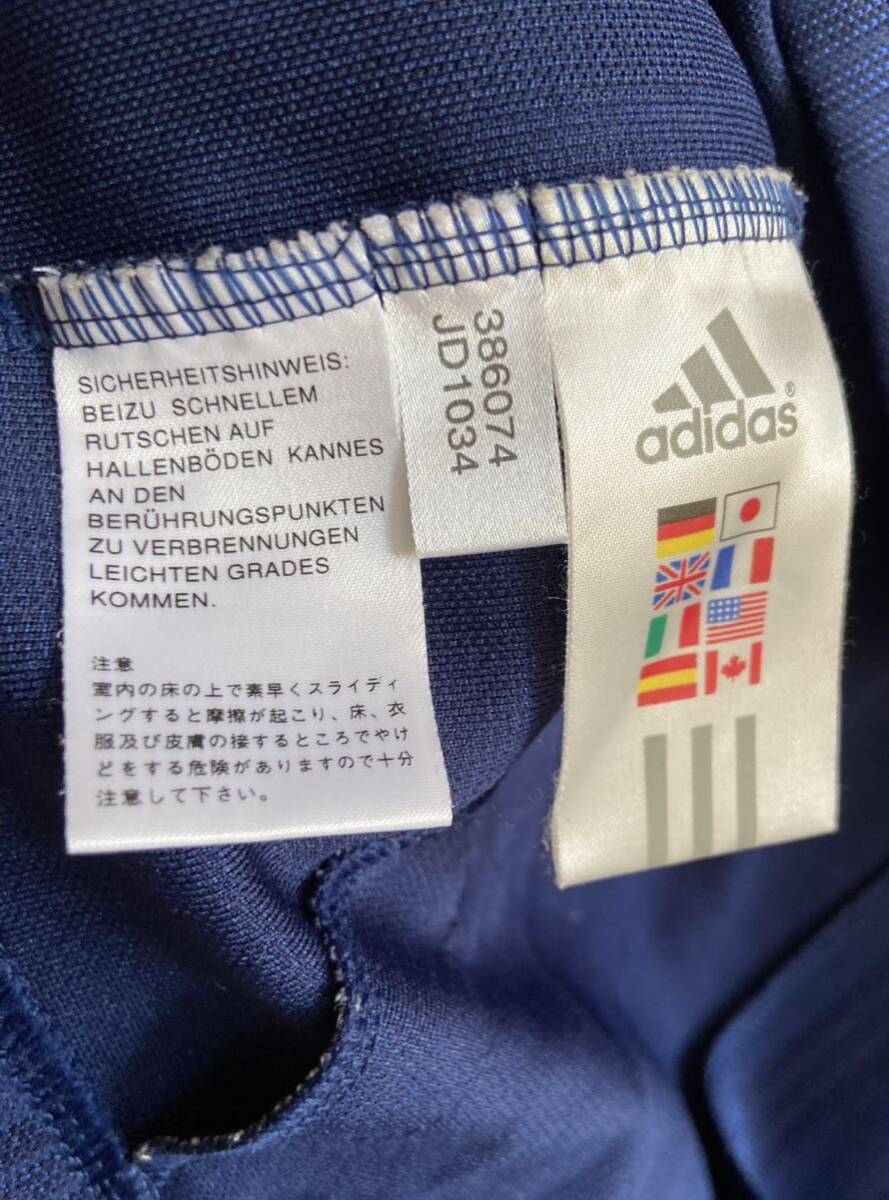 SICHERHEITSHINWEIS:
BEIZU SCHNELLEM
RUTSCHEN AUF
HALLENBÖDEN KANNES
AN DEN
BERÜHRUNGSPUNKTEN
ZU VERBRENNUNGEN
LEICHTEN GRADES
KOMMEN.
注意
室内の床の上で素早くスライディ
ングすると摩擦が起こり、床、衣
服及び皮膚の接するところでやけ
どをする危険がありますので十分
注意して下さい。
386074
JD1034
adidas®